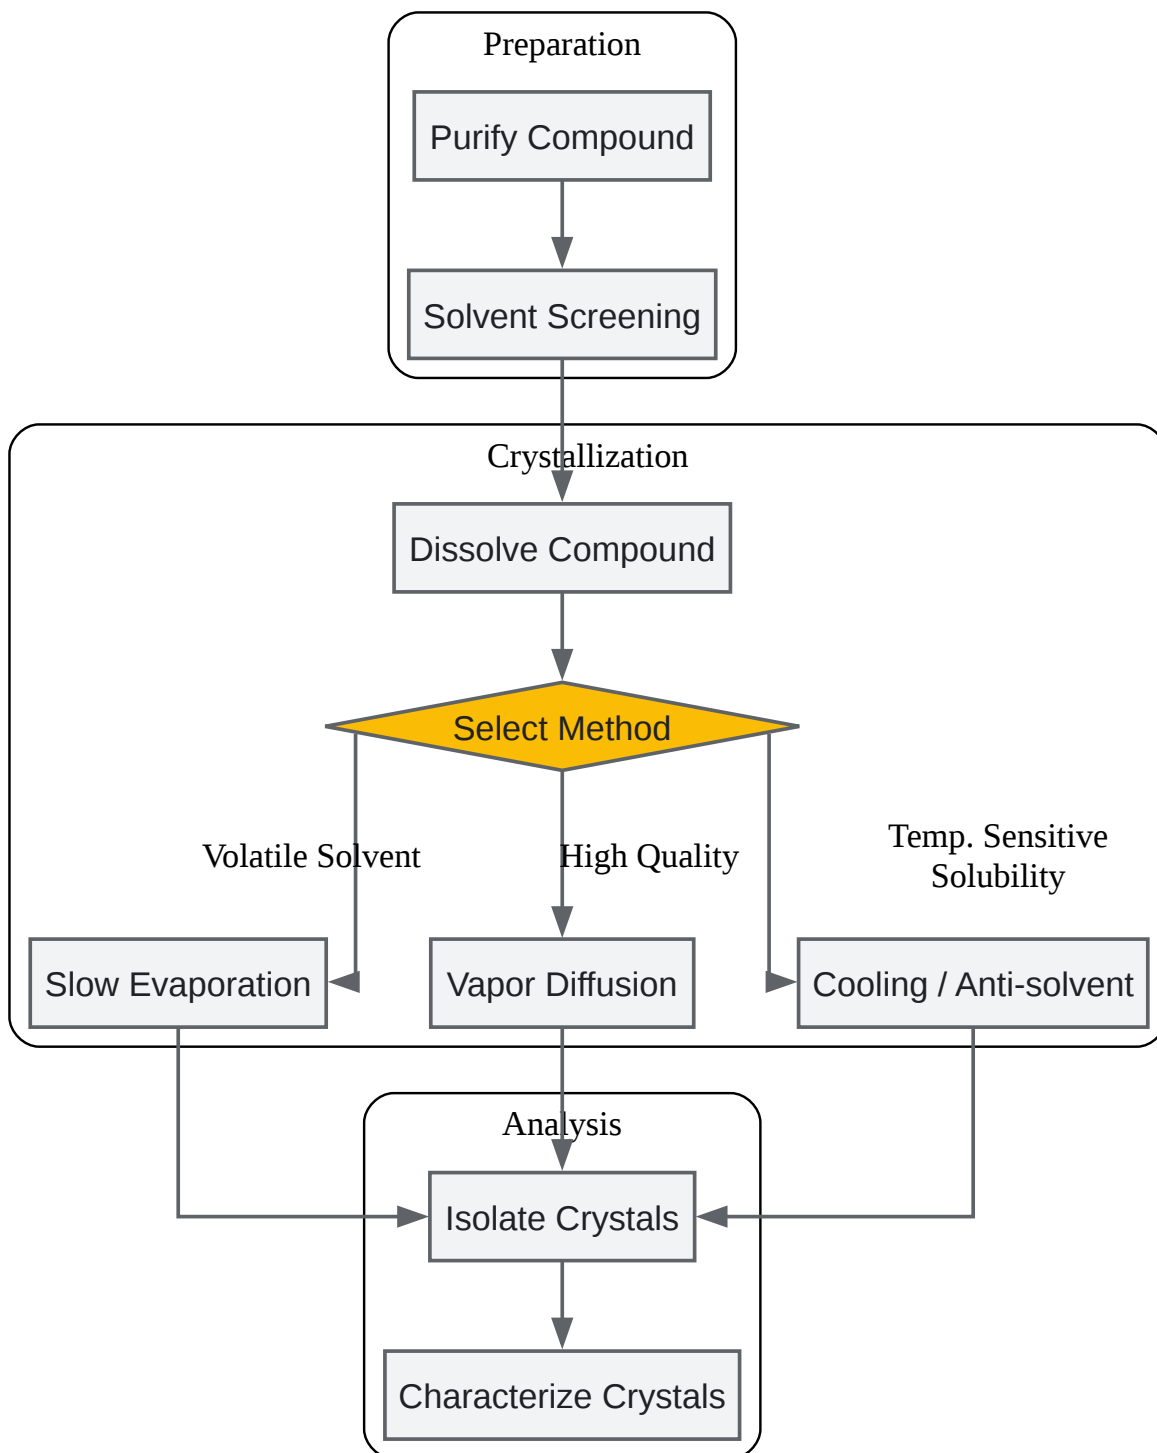 Preparation
Purify Compound
Solvent Screening
Crystallization
Dissolve Compound
Select Method
Volatile Solvent
High Quality
Temp. Sensitive
Solubility
Slow Evaporation
Vapor Diffusion
Cooling / Anti-solvent
Analysis
Isolate Crystals
Characterize Crystals